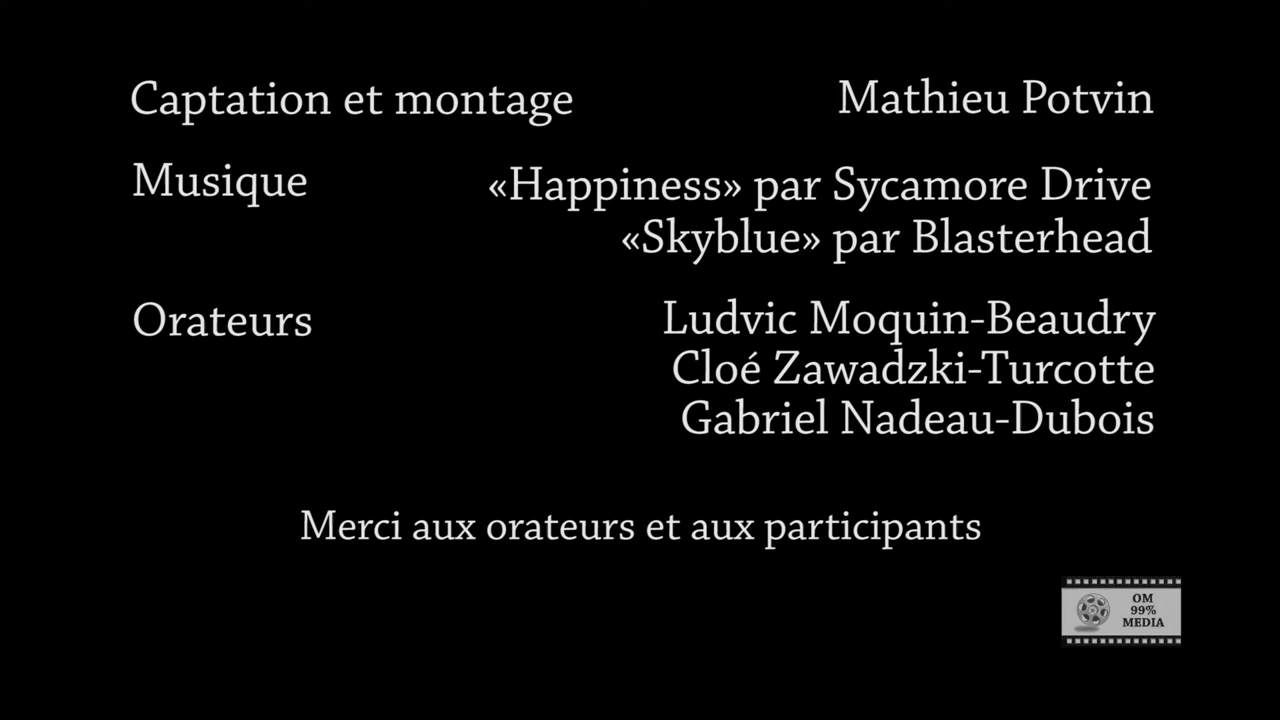 Captation et montage Mathieu Potvin
Musique «Happiness» par Sycamore Drive
«Skyblue» par Blasterhead
Orateurs Ludvic Moquin-Beaudry
Cloé Zawadzki-Turcotte
Gabriel Nadeau-Dubois
Merci aux orateurs et aux participants
OM
99%
MEDIA